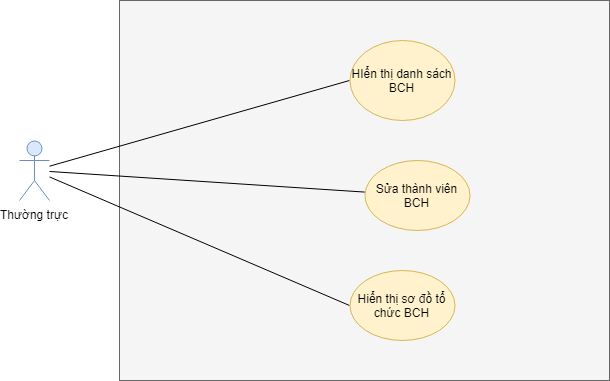 HIển thị danh sách
BCH
Sửa thành viên
BCH
Thường trực
Hiển thị sơ đồ tổ
chức BCH